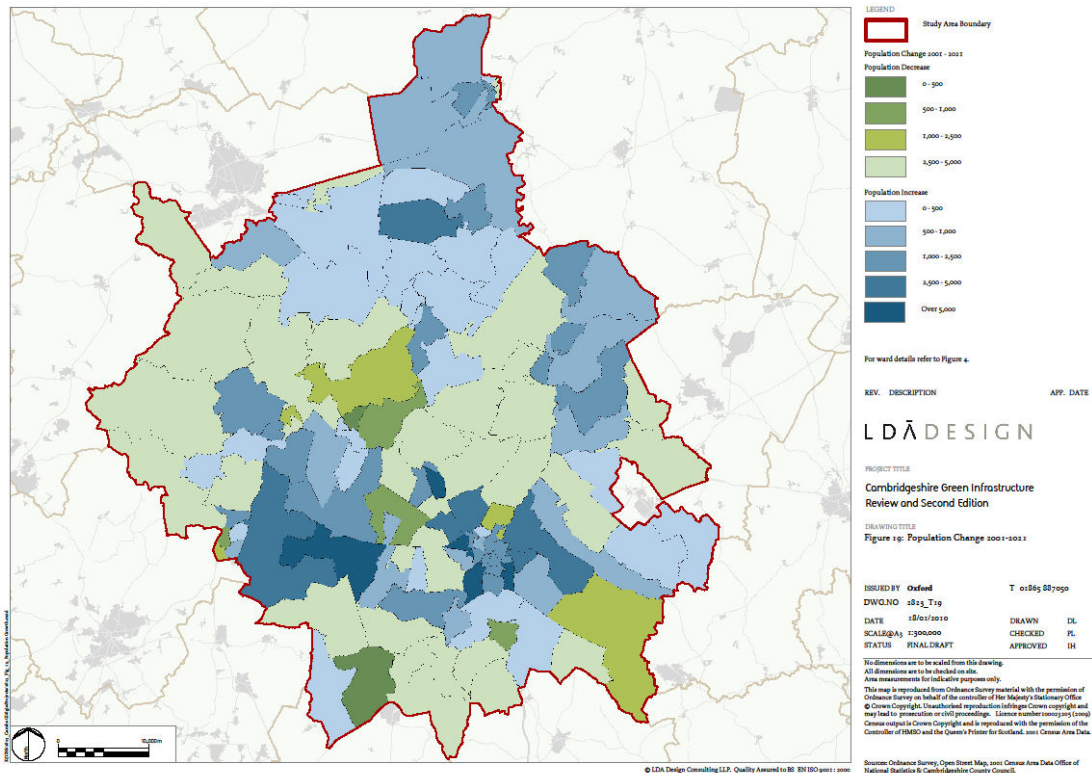 LEGEND
Study Area Boundary
Population Change 2001 - 2021
Population Decrease
0 - 500
500 - 1,000
1,000 - 2,500
2,500 - 5,000
Population Increase
0 - 500
500 - 1,000
1,000 - 2,500
2,500 - 5,000
Over 5,000
For ward details refer to Figure 4.
REV. DESCRIPTION APP. DATE
LDĀDESIGN
PROJECT TITLE
Cambridgeshire Green Infrastructure
Review and Second Edition
DRAWING TITLE
Figure 19: Population Change 2001-2021
ISSUED BY Oxford T 01865 887050
DWG.NO 2823_T19
DATE 18/01/2010 DRAWN DL
SCALE@A3 1:300,000 CHECKED PL
STATUS FINAL DRAFT APPROVED IH
No dimensions are to be scaled from this drawing.
All dimensions are to be checked on site.
Area measurements for indicative purposes only.
This map is reproduced from Ordnance Survey material with the permission of
Ordnance Survey on behalf of the controller of Her Majesty's Stationary Office
© Crown Copyright. Unauthorised reproduction infringes Crown copyright and
may lead to prosecution or civil proceedings. Licence number 100023205 (2009)
Census output is Crown Copyright and is reproduced with the permission of the
Controller of HMSO and the Queen's Printer for Scotland. 2001 Census Area Data.
Sources: Ordnance Survey, Open Street Map, 2001 Census Area Data Office of
National Statistics & Cambridgeshire County Council.
North
0 10,000m
© LDA Design Consulting LLP. Quality Assured to BS EN ISO 9001 : 2000